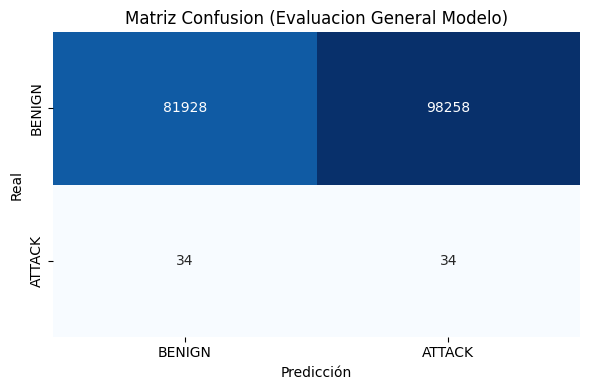 Matriz Confusion (Evaluacion General Modelo)
BENIGN
81928
98258
Real
ATTACK
34
34
BENIGN
ATTACK
Predicción